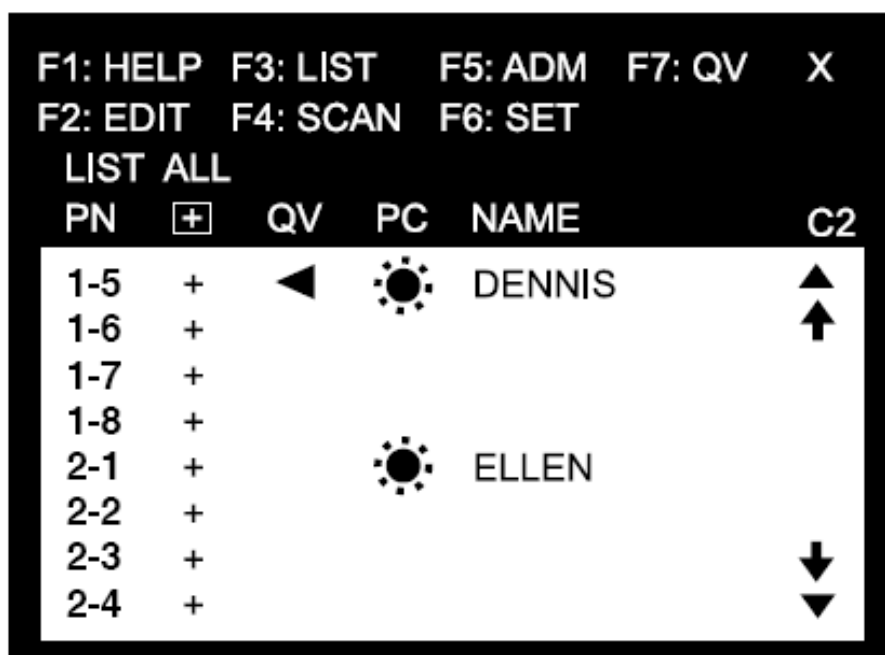 F1: HELP F3: LIST F5: ADM F7: QV X
F2: EDIT F4: SCAN F6: SET
LIST ALL
PN + QV PC NAME C2
1-5 + DENNIS
1-6 +
1-7 +
1-8 +
2-1 + ELLEN
2-2 +
2-3 +
2-4 +